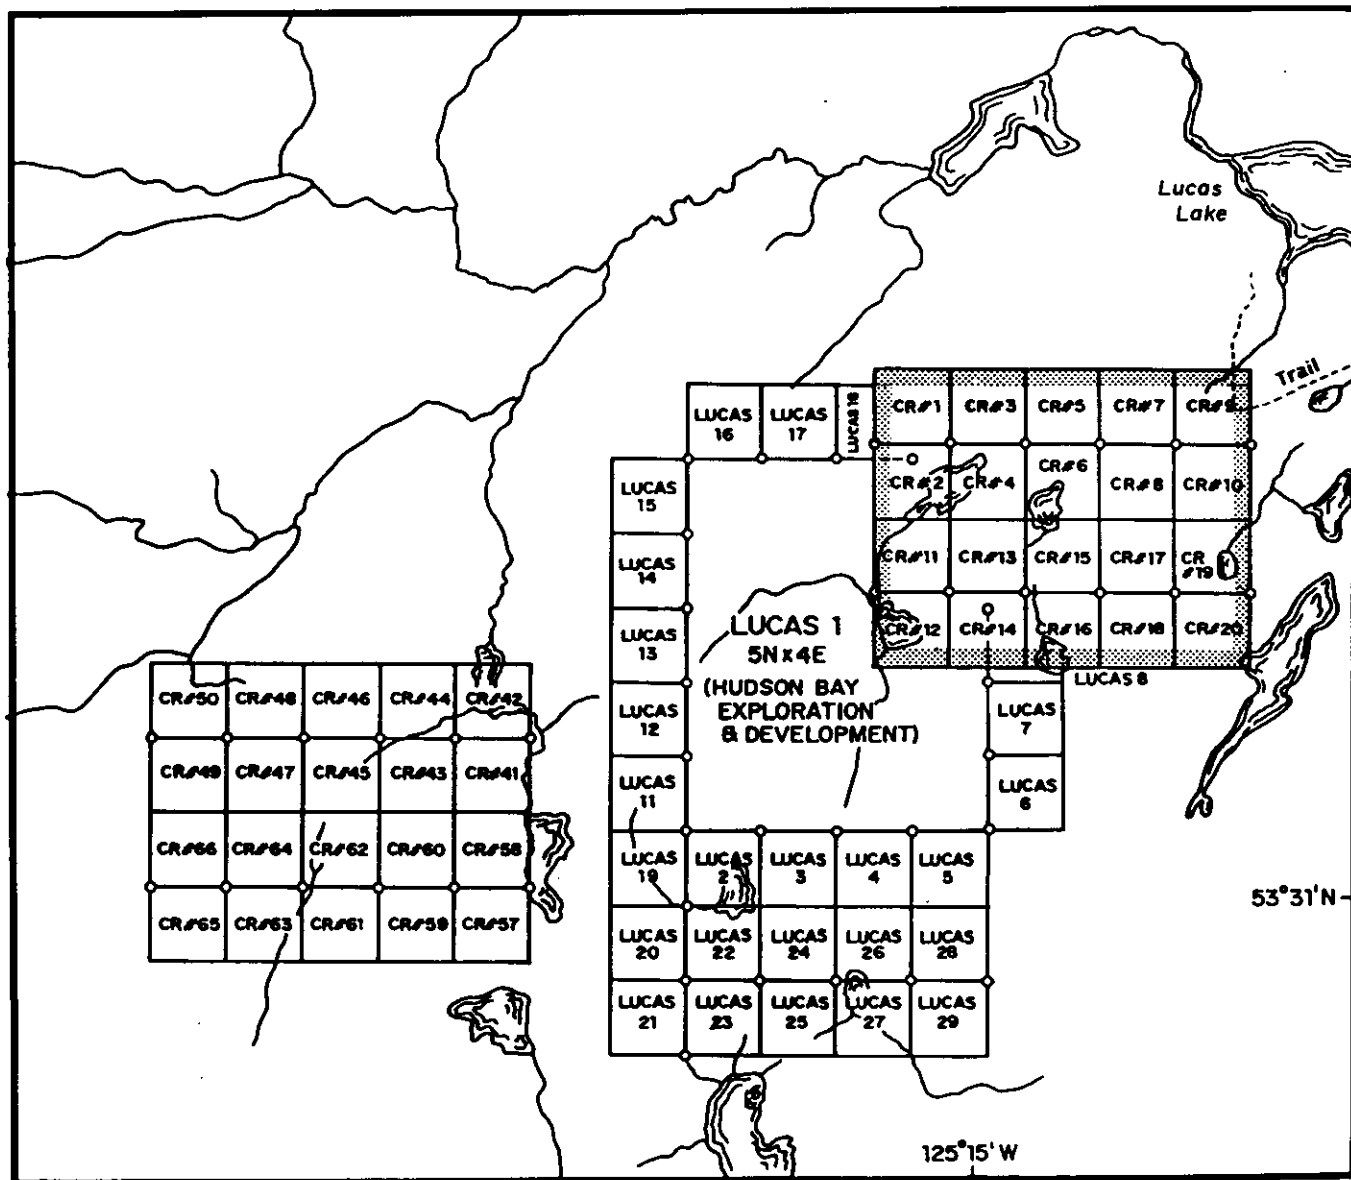 Lucas
Lake
Trail
LUCAS
16
LUCAS
17
LUCAS 18
CR#1
CR#3
CR#5
CR#7
CR#9
LUCAS
15
CR#2
CR#4
CR#6
CR#8
CR#10
LUCAS
14
CR#11
CR#13
CR#15
CR#17
CR
#19
LUCAS
13
LUCAS 1
5N x 4E
(HUDSON BAY
EXPLORATION
& DEVELOPMENT)
CR#12
CR#14
CR#16
CR#18
CR#20
LUCAS 8
CR#50
CR#48
CR#46
CR#44
CR#42
LUCAS
12
LUCAS
7
CR#49
CR#47
CR#45
CR#43
CR#41
LUCAS
11
LUCAS
6
CR#66
CR#64
CR#62
CR#60
CR#58
LUCAS
19
LUCAS
2
LUCAS
3
LUCAS
4
LUCAS
5
53°31'N
CR#65
CR#63
CR#61
CR#59
CR#57
LUCAS
20
LUCAS
22
LUCAS
24
LUCAS
26
LUCAS
28
LUCAS
21
LUCAS
23
LUCAS
25
LUCAS
27
LUCAS
29
125°15'W